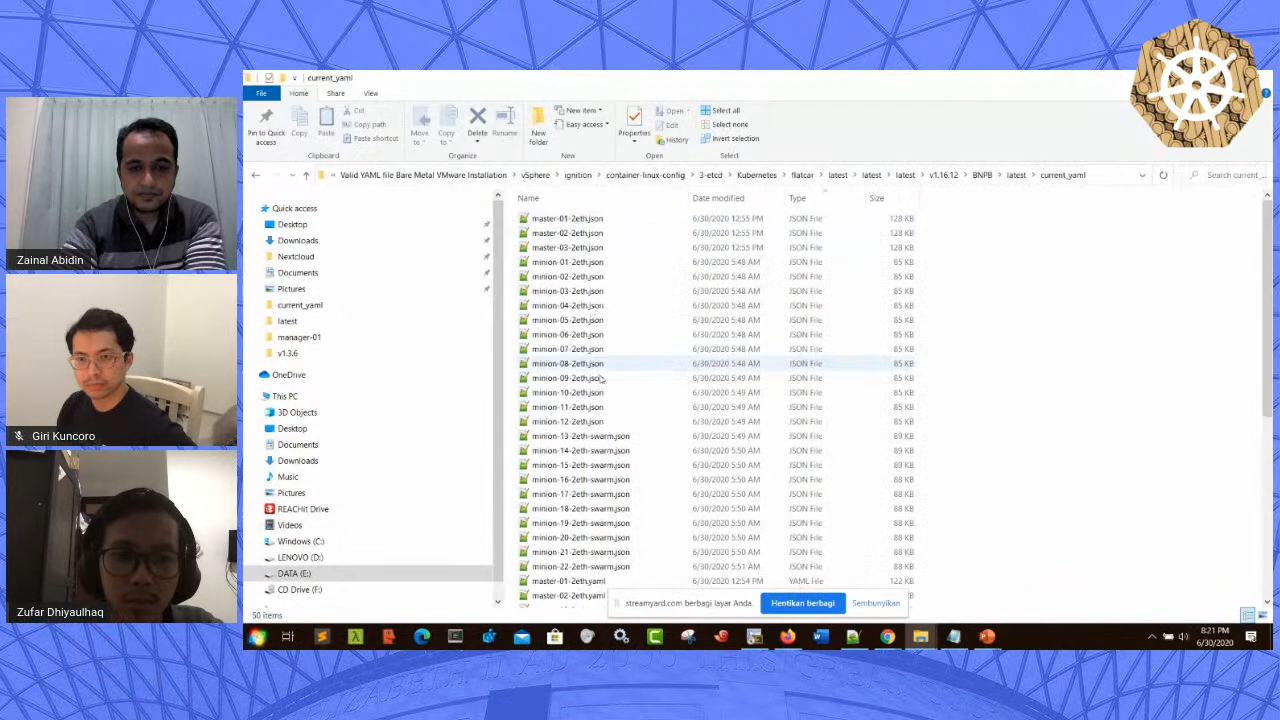 Zainal Abidin
Giri Kuncoro
Zufar Dhiyaulhaq
current_yaml
File Home Share View
Pin to Quick access
Copy
Paste
Cut
Copy path
Paste shortcut
Clipboard
Move to
Copy to
Delete
Rename
Organize
New folder
New item
Easy access
New
Properties
Open
Edit
History
Open
Select all
Select none
Invert selection
Select
« Valid YAML file Bare Metal VMware Installation › vSphere › ignition › container-linux-config › 3-etcd › Kubernetes › flatcar › latest › latest › latest › v1.16.12 › BNPB › latest › current_yaml
Search current_...
Quick access
Desktop
Downloads
Nextcloud
Documents
Pictures
current_yaml
latest
manager-01
v1.3.6
OneDrive
This PC
3D Objects
Desktop
Documents
Downloads
Music
Pictures
REACHit Drive
Videos
Windows (C:)
LENOVO (D:)
DATA (E:)
CD Drive (F:)
50 items
Name Date modified Type Size
master-01-2eth.json 6/30/2020 12:55 PM JSON File 128 KB
master-02-2eth.json 6/30/2020 12:55 PM JSON File 128 KB
master-03-2eth.json 6/30/2020 12:55 PM JSON File 128 KB
minion-01-2eth.json 6/30/2020 5:48 AM JSON File 85 KB
minion-02-2eth.json 6/30/2020 5:48 AM JSON File 85 KB
minion-03-2eth.json 6/30/2020 5:48 AM JSON File 85 KB
minion-04-2eth.json 6/30/2020 5:48 AM JSON File 85 KB
minion-05-2eth.json 6/30/2020 5:48 AM JSON File 85 KB
minion-06-2eth.json 6/30/2020 5:48 AM JSON File 85 KB
minion-07-2eth.json 6/30/2020 5:48 AM JSON File 85 KB
minion-08-2eth.json 6/30/2020 5:48 AM JSON File 85 KB
minion-09-2eth.json 6/30/2020 5:49 AM JSON File 85 KB
minion-10-2eth.json 6/30/2020 5:49 AM JSON File 85 KB
minion-11-2eth.json 6/30/2020 5:49 AM JSON File 85 KB
minion-12-2eth.json 6/30/2020 5:49 AM JSON File 85 KB
minion-13-2eth-swarm.json 6/30/2020 5:49 AM JSON File 89 KB
minion-14-2eth-swarm.json 6/30/2020 5:50 AM JSON File 89 KB
minion-15-2eth-swarm.json 6/30/2020 5:50 AM JSON File 89 KB
minion-16-2eth-swarm.json 6/30/2020 5:50 AM JSON File 88 KB
minion-17-2eth-swarm.json 6/30/2020 5:50 AM JSON File 88 KB
minion-18-2eth-swarm.json 6/30/2020 5:50 AM JSON File 88 KB
minion-19-2eth-swarm.json 6/30/2020 5:50 AM JSON File 88 KB
minion-20-2eth-swarm.json 6/30/2020 5:50 AM JSON File 88 KB
minion-21-2eth-swarm.json 6/30/2020 5:50 AM JSON File 88 KB
minion-22-2eth-swarm.json 6/30/2020 5:51 AM JSON File 88 KB
master-01-2eth.yaml 6/30/2020 12:54 PM YAML File 122 KB
master-02-2eth.yaml
streamyard.com berbagi layar Anda.
Hentikan berbagi
Sembunyikan
8:21 PM
6/30/2020